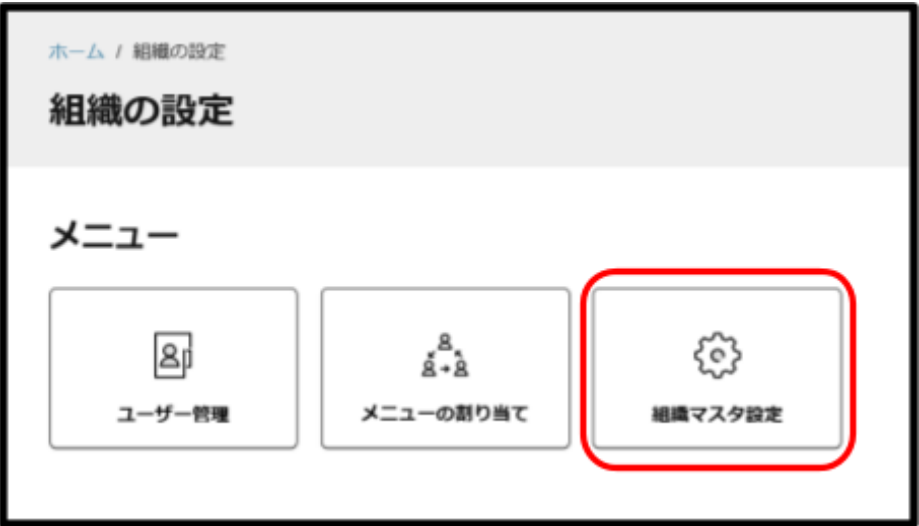 ホーム / 組織の設定
組織の設定
メニュー
ユーザー管理
メニューの割り当て
組織マスタ設定